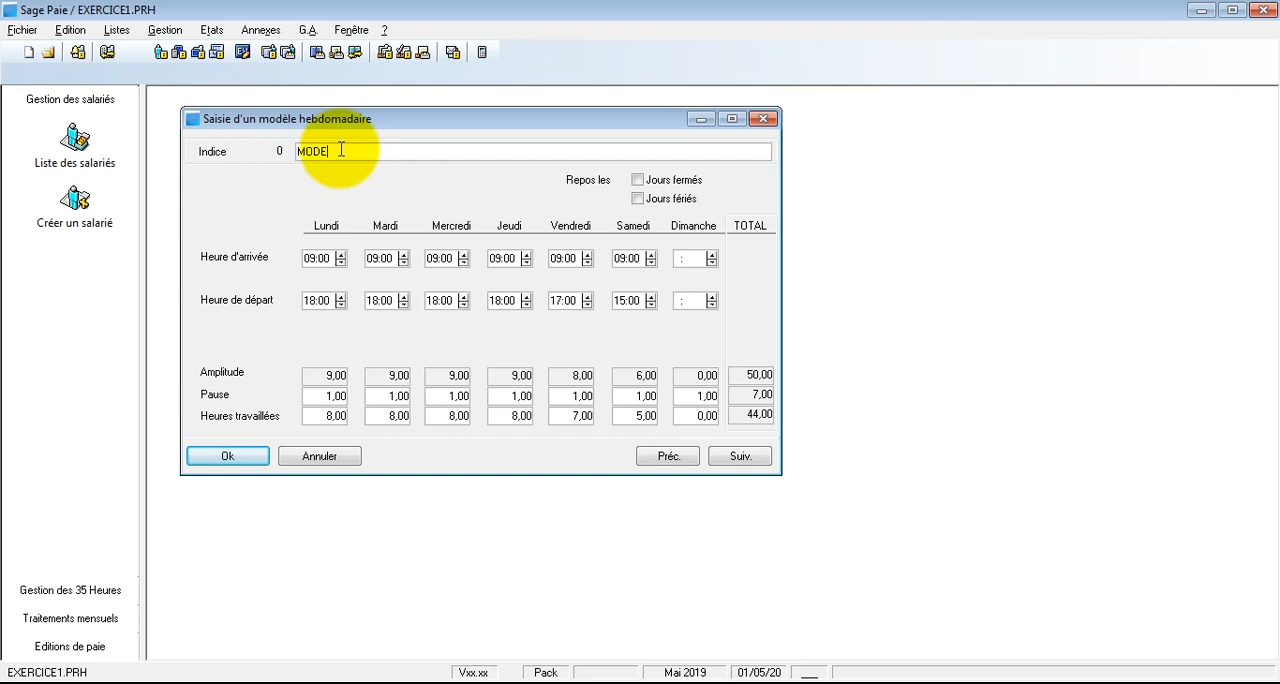 Sage Paie / EXERCICE1.PRH
Fichier Edition Listes Gestion Etats Annexes G.A. Fenêtre ?
Gestion des salariés
Liste des salariés
Créer un salarié
Saisie d'un modèle hebdomadaire
Indice 0 MODE
Repos les Jours fermés
Jours fériés
Lundi Mardi Mercredi Jeudi Vendredi Samedi Dimanche TOTAL
Heure d'arrivée 09:00 09:00 09:00 09:00 09:00 09:00 :
Heure de départ 18:00 18:00 18:00 18:00 17:00 15:00 :
Amplitude 9,00 9,00 9,00 9,00 8,00 6,00 0,00 50,00
Pause 1,00 1,00 1,00 1,00 1,00 1,00 1,00 7,00
Heures travaillées 8,00 8,00 8,00 8,00 7,00 5,00 0,00 44,00
Ok Annuler Préc. Suiv.
Gestion des 35 Heures
Traitements mensuels
Editions de paie
EXERCICE1.PRH Vxx.xx Pack Mai 2019 01/05/20 ___